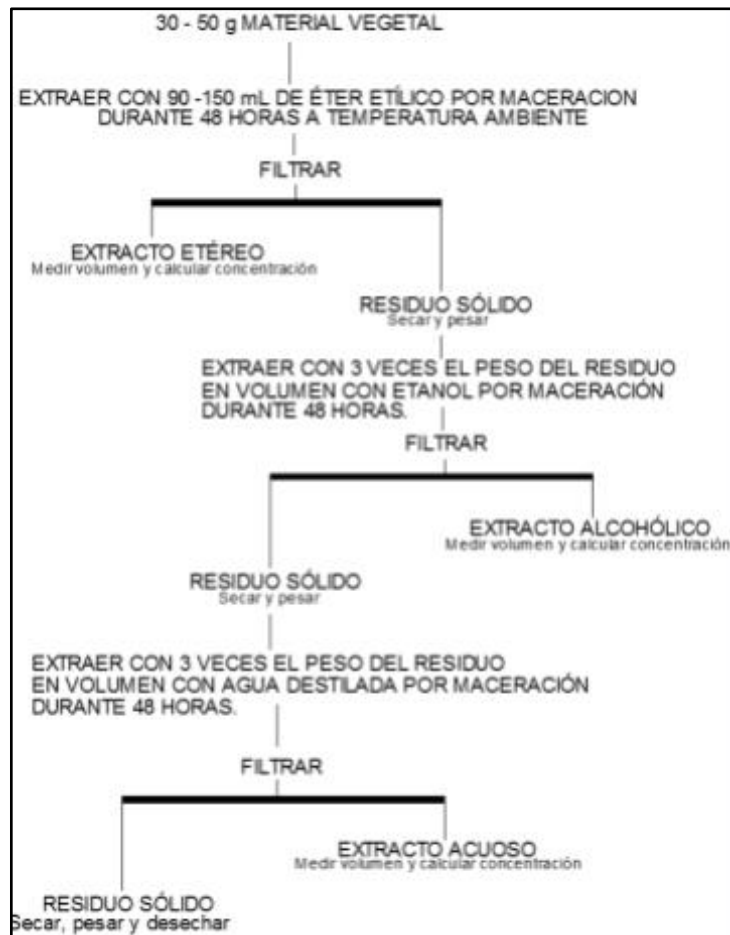 30 - 50 g MATERIAL VEGETAL
EXTRAER CON 90 -150 mL DE ÉTER ETÍLICO POR MACERACION
DURANTE 48 HORAS A TEMPERATURA AMBIENTE
FILTRAR
EXTRACTO ETÉREO
Medir volumen y calcular concentración
RESIDUO SÓLIDO
Secar y pesar
EXTRAER CON 3 VECES EL PESO DEL RESIDUO
EN VOLUMEN CON ETANOL POR MACERACIÓN
DURANTE 48 HORAS.
FILTRAR
EXTRACTO ALCOHÓLICO
Medir volumen y calcular concentración
RESIDUO SÓLIDO
Secar y pesar
EXTRAER CON 3 VECES EL PESO DEL RESIDUO
EN VOLUMEN CON AGUA DESTILADA POR MACERACIÓN
DURANTE 48 HORAS.
FILTRAR
EXTRACTO ACUOSO
Medir volumen y calcular concentración
RESIDUO SÓLIDO
Secar, pesar y desechar